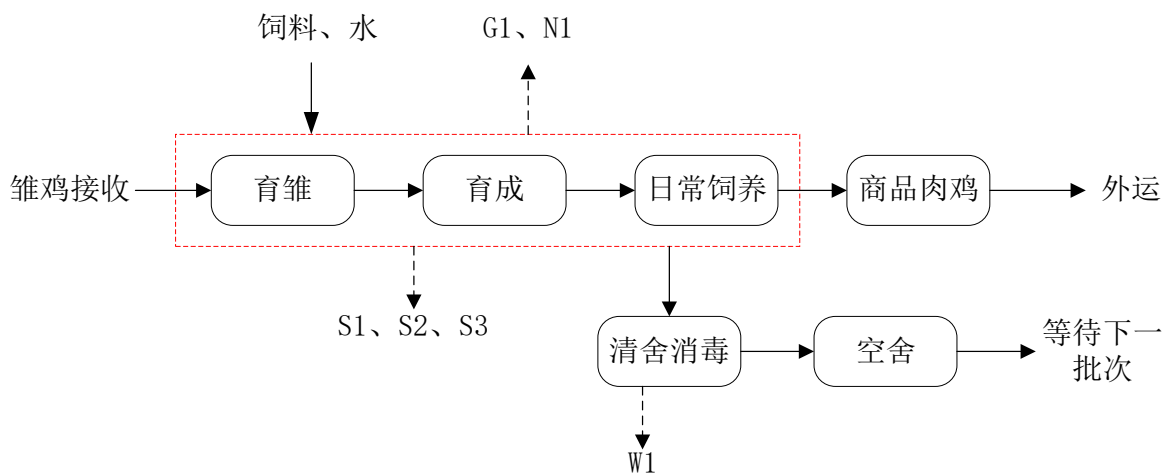 饲料、水
G1、N1
雏鸡接收
育雏
育成
日常饲养
商品肉鸡
外运
S1、S2、S3
清舍消毒
空舍
等待下一
批次
W1